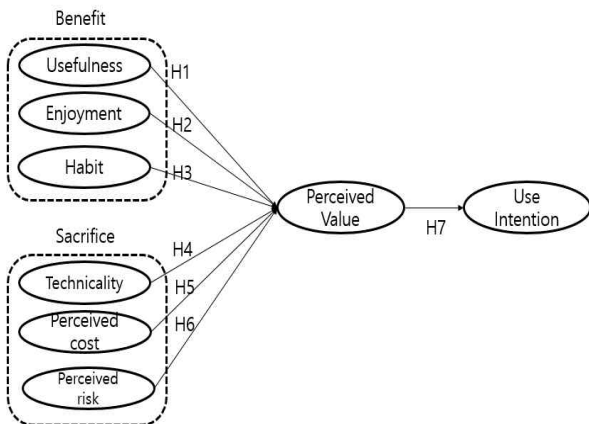 Benefit
Usefulness
H1
Enjoyment
H2
Habit
H3
Perceived
Value
H7
Use
Intention
Sacrifice
H4
Technicality
H5
Perceived
cost
H6
Perceived
risk